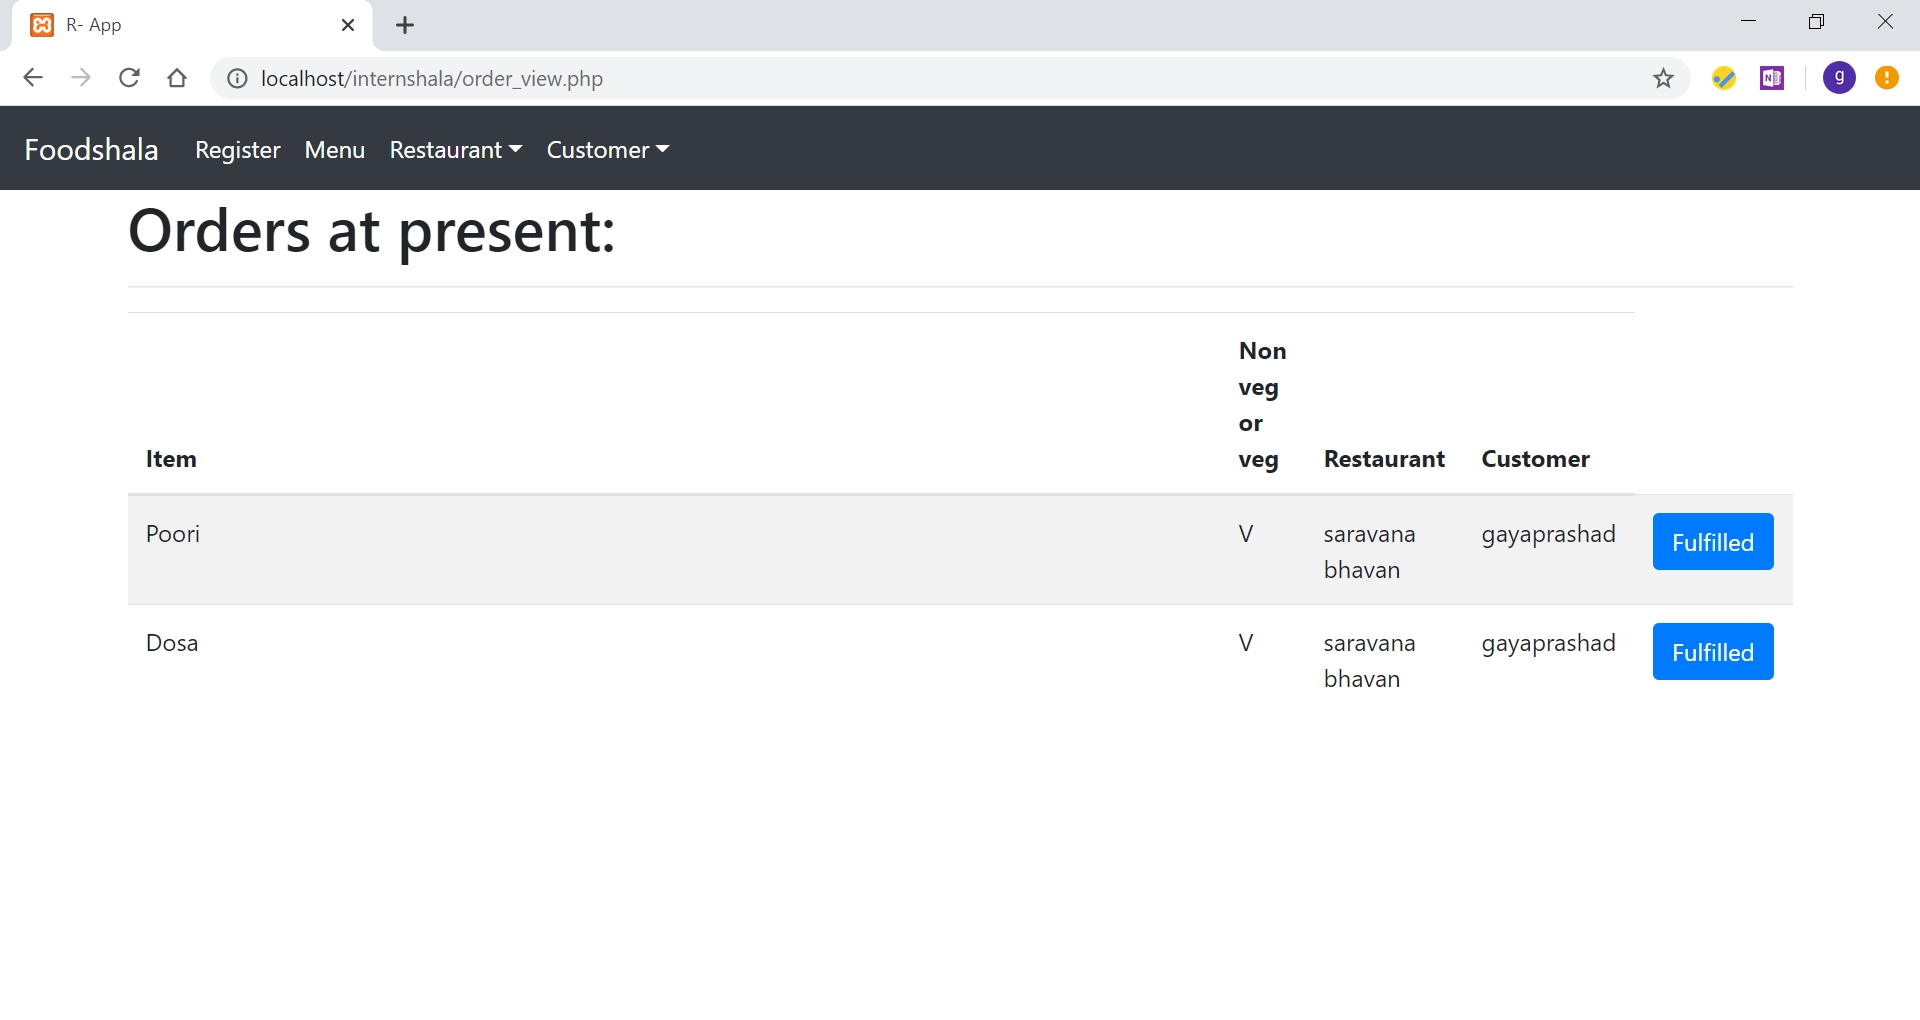 R- App
localhost/internshala/order_view.php
g
Foodshala Register Menu Restaurant Customer
Orders at present:
Item Non veg or veg Restaurant Customer
Poori V saravana bhavan gayaprashad Fulfilled
Dosa V saravana bhavan gayaprashad Fulfilled